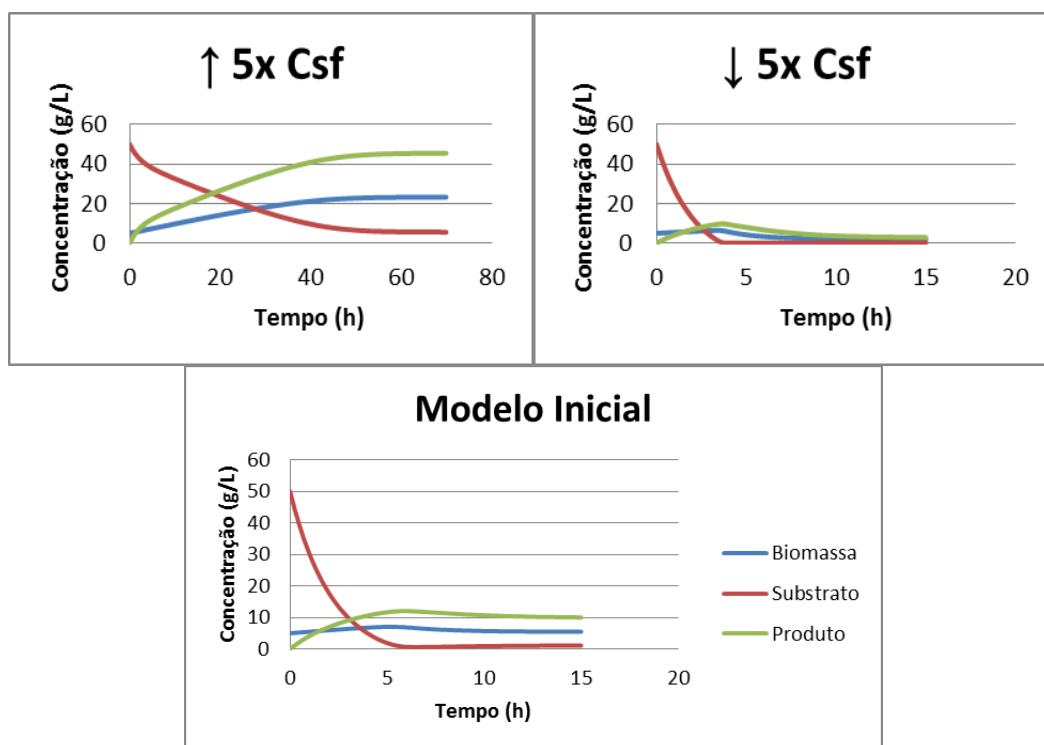 ↑ 5x Csf
Concentração (g/L)
60
40
20
0
0 20 40 60 80
Tempo (h)
↓ 5x Csf
Concentração (g/L)
60
40
20
0
0 5 10 15 20
Tempo (h)
Modelo Inicial
Concentração (g/L)
60
50
40
30
20
10
0
0 5 10 15 20
Tempo (h)
Biomassa
Substrato
Produto